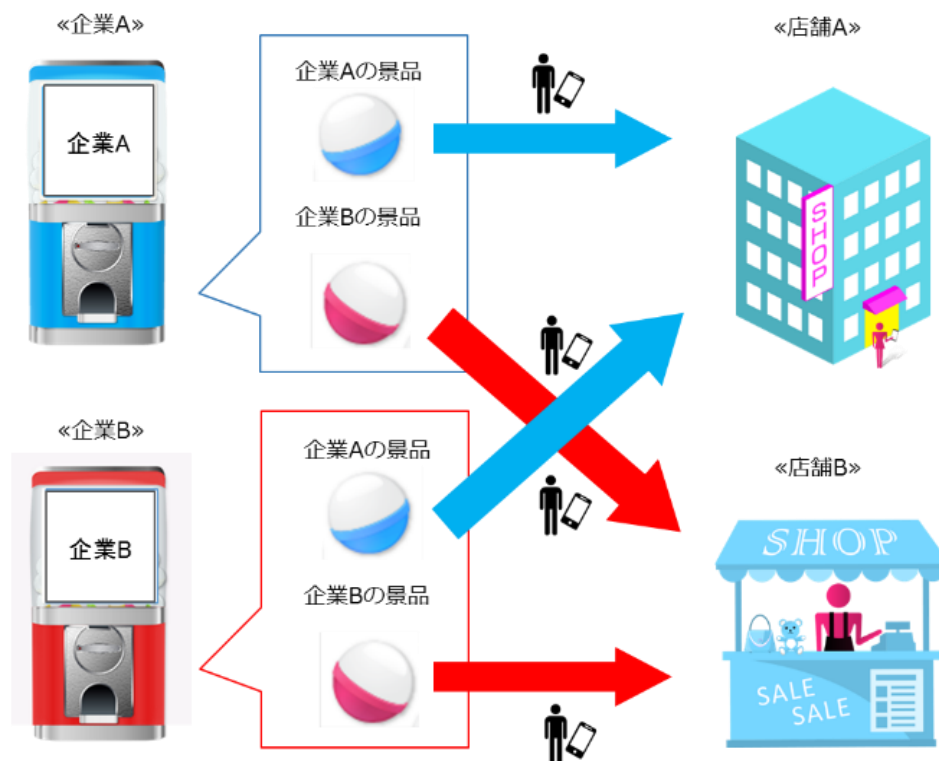 «企業A»
企業A
企業Aの景品
企業Bの景品
«店舗A»
SHOP
«企業B»
企業B
企業Aの景品
企業Bの景品
«店舗B»
SHOP
SALE
SALE